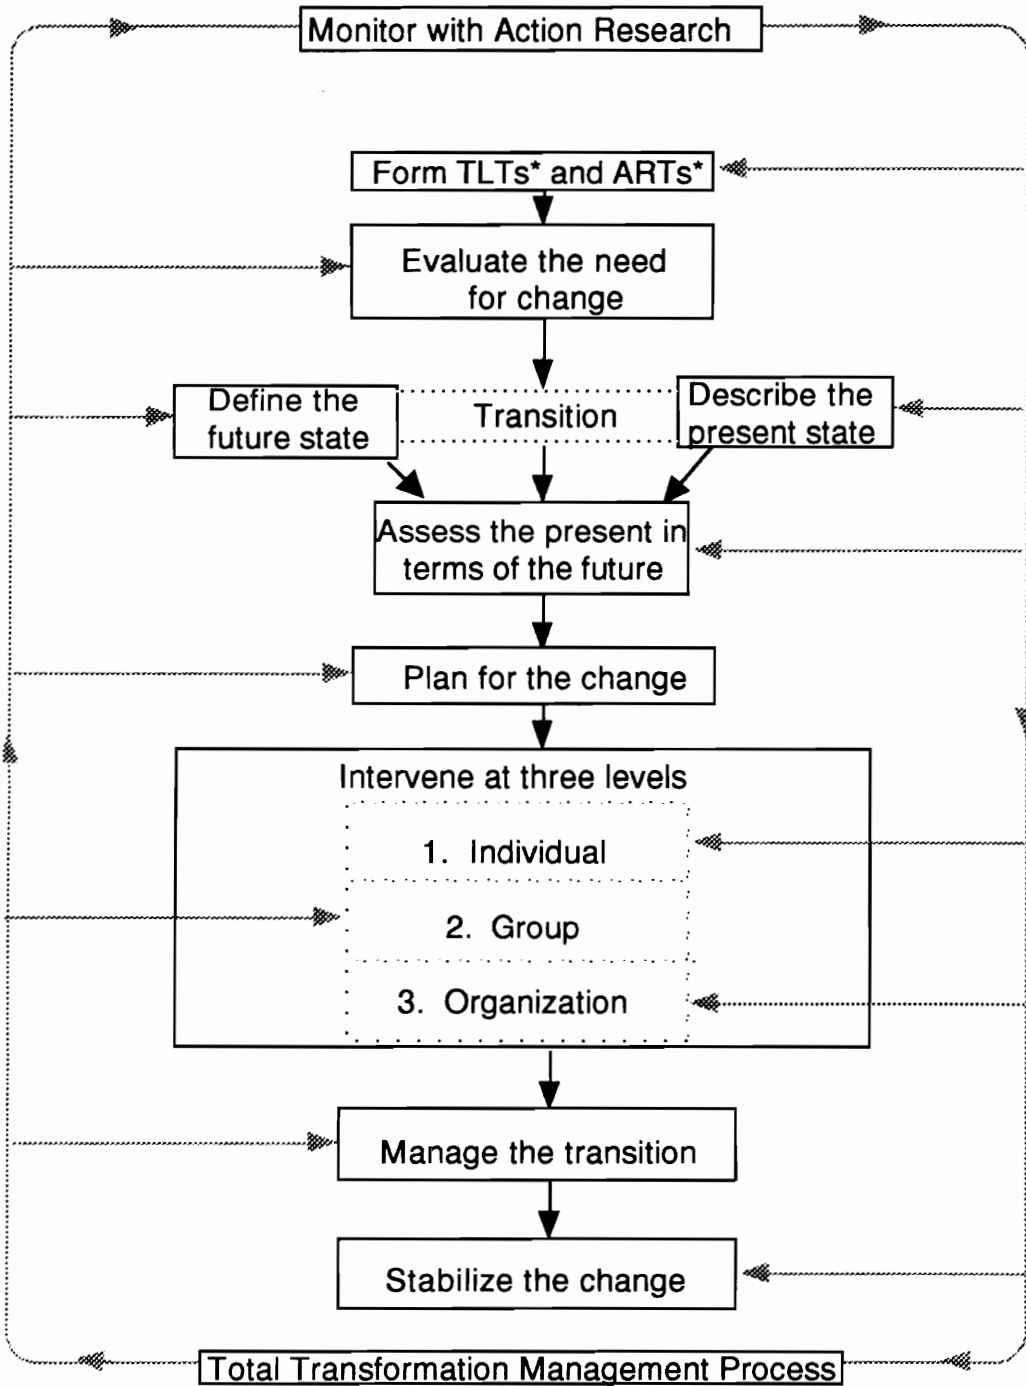 Monitor with Action Research
Form TLTs* and ARTs*
Evaluate the need
for change
Define the
future state
Transition
Describe the
present state
Assess the present in
terms of the future
Plan for the change
Intervene at three levels
1. Individual
2. Group
3. Organization
Manage the transition
Stabilize the change
Total Transformation Management Process